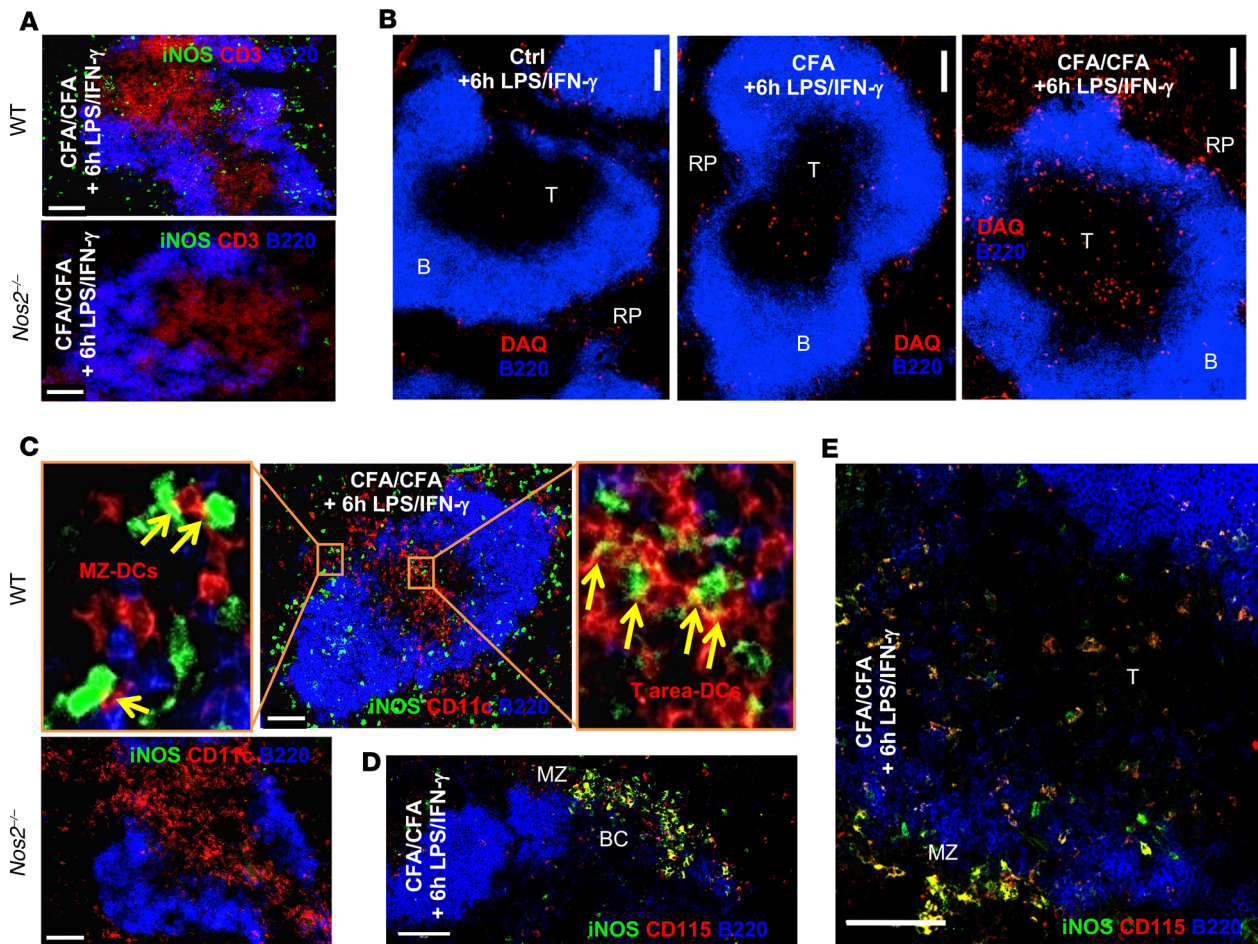 A
iNOS CD3 B220
WT
CFA/CFA
+ 6h LPS/IFN-γ
iNOS CD3 B220
Nos2–/–
CFA/CFA
+ 6h LPS/IFN-γ
B
Ctrl
+6h LPS/IFN-γ
T
B
RP
DAQ
B220
CFA
+6h LPS/IFN-γ
RP
T
B
DAQ
B220
CFA/CFA
+6h LPS/IFN-γ
RP
DAQ
B220
T
B
C
WT
MZ-DCs
CFA/CFA
+ 6h LPS/IFN-γ
iNOS CD11c B220
T area-DCs
Nos2–/–
iNOS CD11c B220
D
CFA/CFA
+ 6h LPS/IFN-γ
MZ
BC
iNOS CD115 B220
E
CFA/CFA
+ 6h LPS/IFN-γ
T
MZ
iNOS CD115 B220